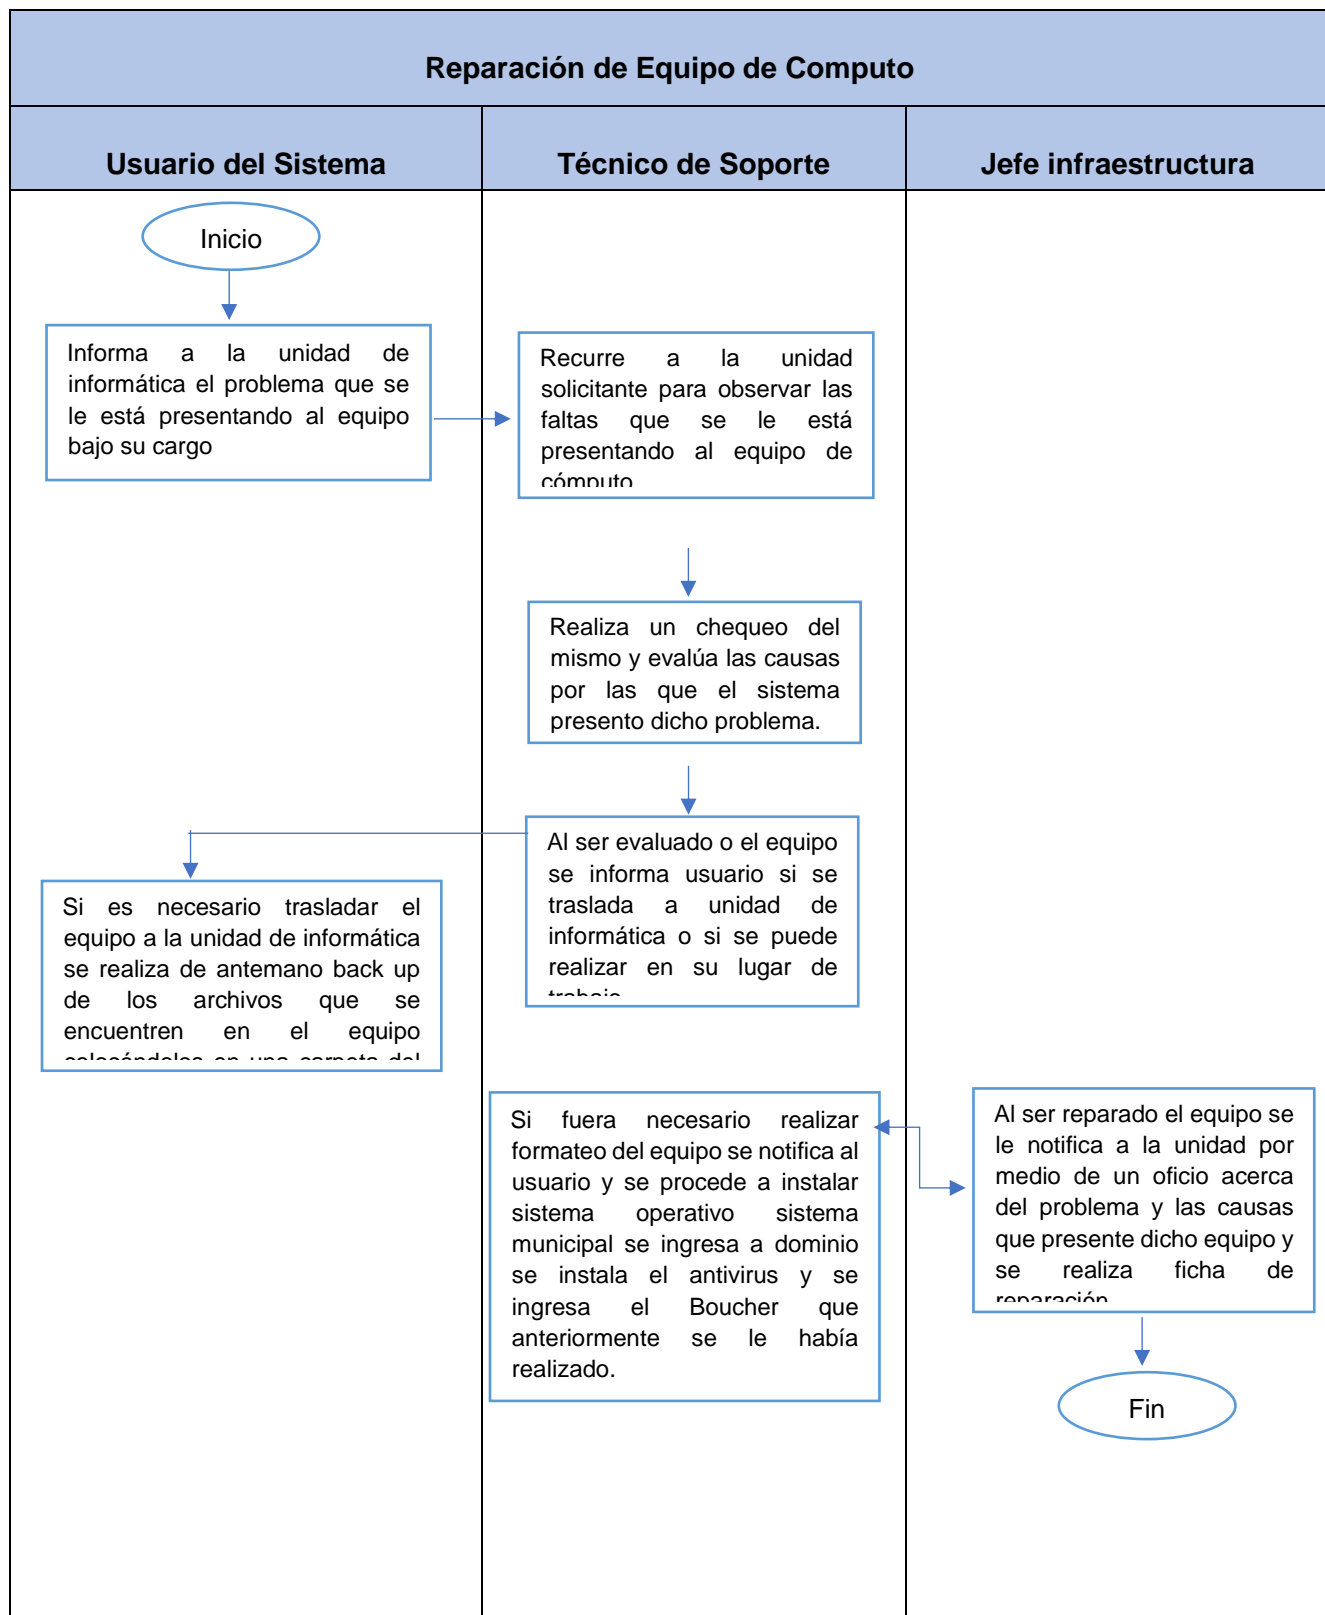 Reparación de Equipo de Computo
Usuario del Sistema
Técnico de Soporte
Jefe infraestructura
Inicio
Informa a la unidad de
informática el problema que se
le está presentando al equipo
bajo su cargo
Recurre a la unidad
solicitante para observar las
faltas que se le está
presentando al equipo de
cómputo
Realiza un chequeo del
mismo y evalúa las causas
por las que el sistema
presento dicho problema.
Al ser evaluado o el equipo
se informa usuario si se
traslada a unidad de
informática o si se puede
realizar en su lugar de
trabajo
Si es necesario trasladar el
equipo a la unidad de informática
se realiza de antemano back up
de los archivos que se
encuentren en el equipo
colocándolos en una carpeta del
Si fuera necesario realizar
formateo del equipo se notifica al
usuario y se procede a instalar
sistema operativo sistema
municipal se ingresa a dominio
se instala el antivirus y se
ingresa el Boucher que
anteriormente se le había
realizado.
Al ser reparado el equipo se
le notifica a la unidad por
medio de un oficio acerca
del problema y las causas
que presente dicho equipo y
se realiza ficha de
reparación
Fin